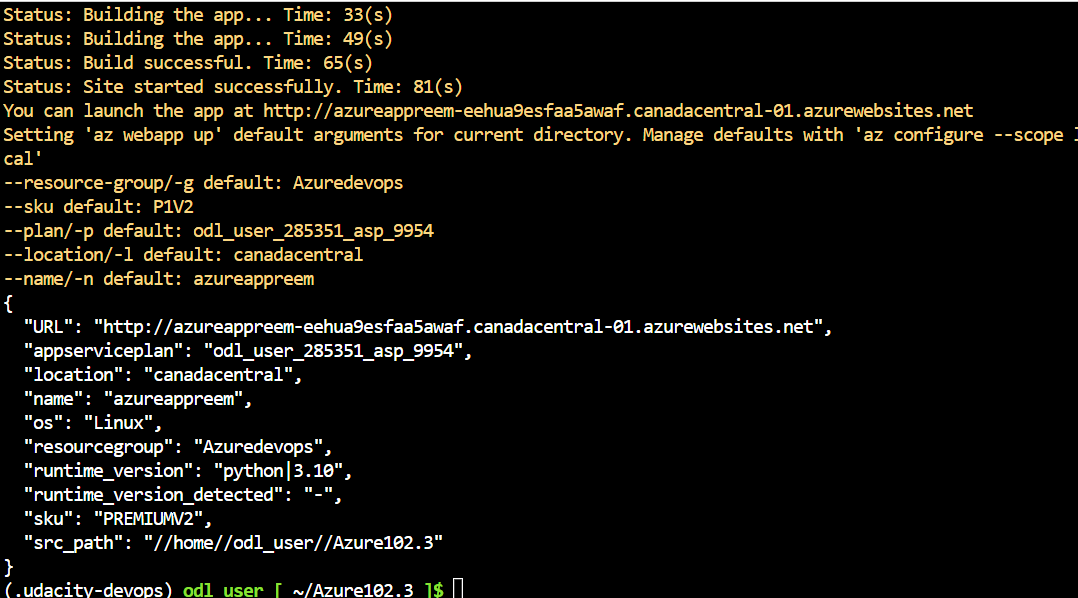 Status: Building the app... Time: 33(s)
Status: Building the app... Time: 49(s)
Status: Build successful. Time: 65(s)
Status: Site started successfully. Time: 81(s)
You can launch the app at http://azureappreem-eehua9esfaa5awaf.canadacentral-01.azurewebsites.net
Setting 'az webapp up' default arguments for current directory. Manage defaults with 'az configure --scope l
cal'
--resource-group/-g default: Azuredevops
--sku default: P1V2
--plan/-p default: odl_user_285351_asp_9954
--location/-l default: canadacentral
--name/-n default: azureappreem
{
  "URL": "http://azureappreem-eehua9esfaa5awaf.canadacentral-01.azurewebsites.net",
  "appserviceplan": "odl_user_285351_asp_9954",
  "location": "canadacentral",
  "name": "azureappreem",
  "os": "Linux",
  "resourcegroup": "Azuredevops",
  "runtime_version": "python|3.10",
  "runtime_version_detected": "-",
  "sku": "PREMIUMV2",
  "src_path": "//home//odl_user//Azure102.3"
}
(.udacity-devops) odl_user [ ~/Azure102.3 ]$